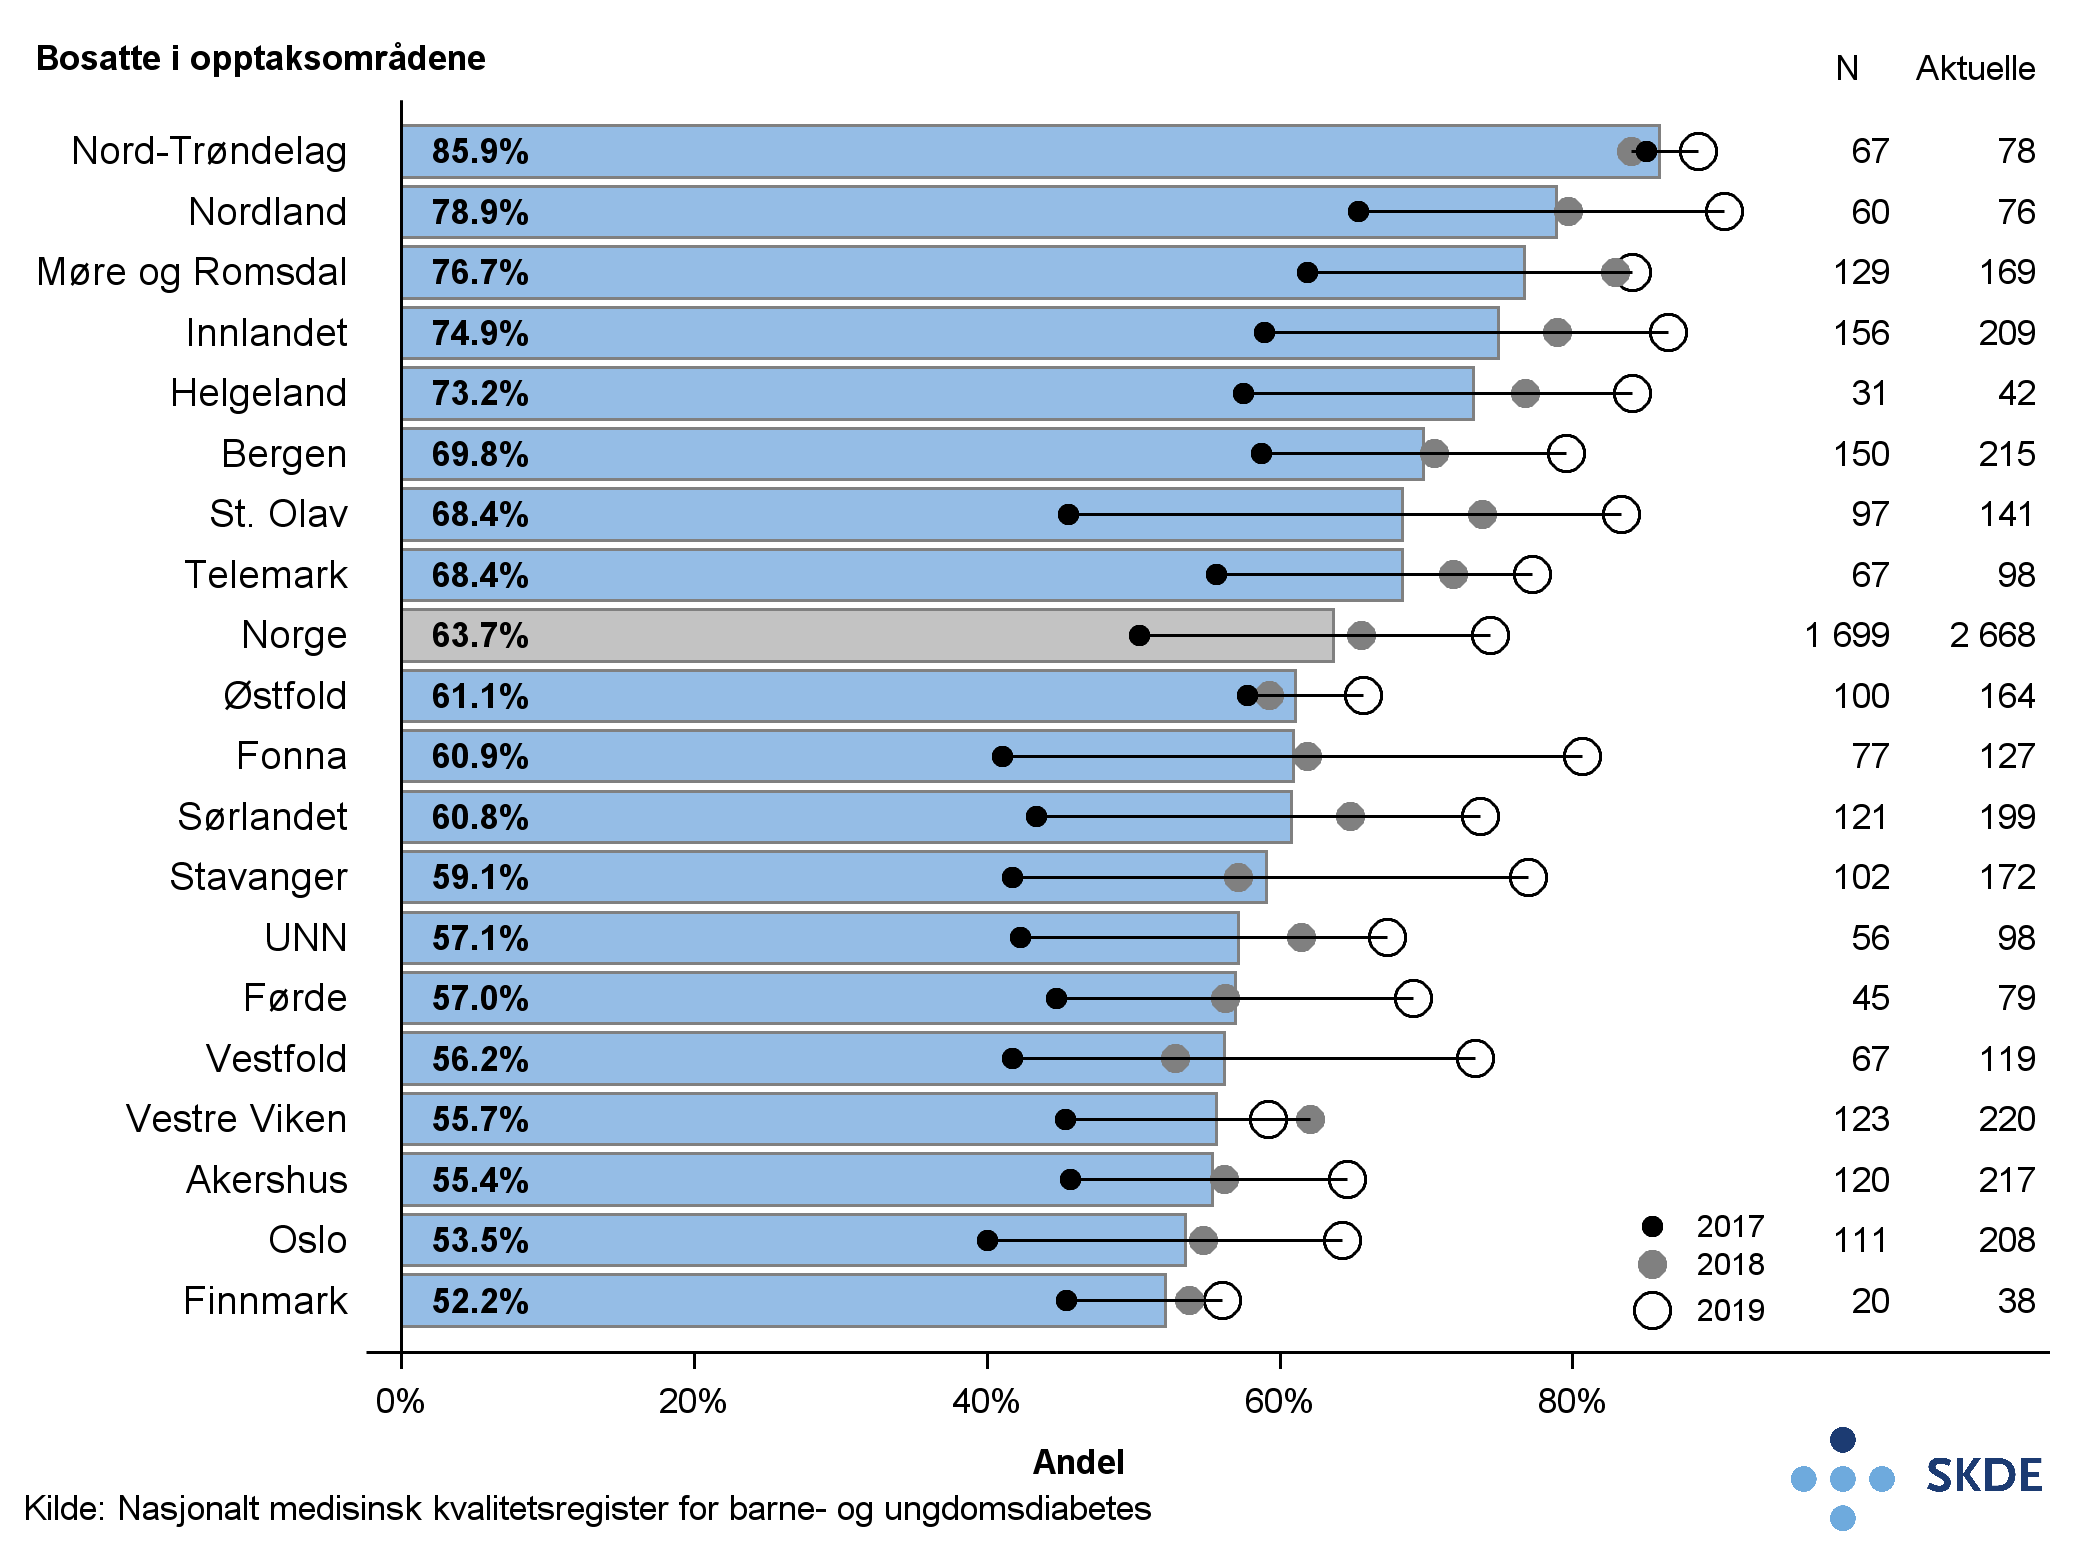 Bosatte i opptaksområdene
N Aktuelle
Nord-Trøndelag 85.9% 67 78
Nordland 78.9% 60 76
Møre og Romsdal 76.7% 129 169
Innlandet 74.9% 156 209
Helgeland 73.2% 31 42
Bergen 69.8% 150 215
St. Olav 68.4% 97 141
Telemark 68.4% 67 98
Norge 63.7% 1 699 2 668
Østfold 61.1% 100 164
Fonna 60.9% 77 127
Sørlandet 60.8% 121 199
Stavanger 59.1% 102 172
UNN 57.1% 56 98
Førde 57.0% 45 79
Vestfold 56.2% 67 119
Vestre Viken 55.7% 123 220
Akershus 55.4% 120 217
Oslo 53.5% 111 208
Finnmark 52.2% 20 38
2017
2018
2019
0% 20% 40% 60% 80%
Andel
Kilde: Nasjonalt medisinsk kvalitetsregister for barne- og ungdomsdiabetes
SKDE